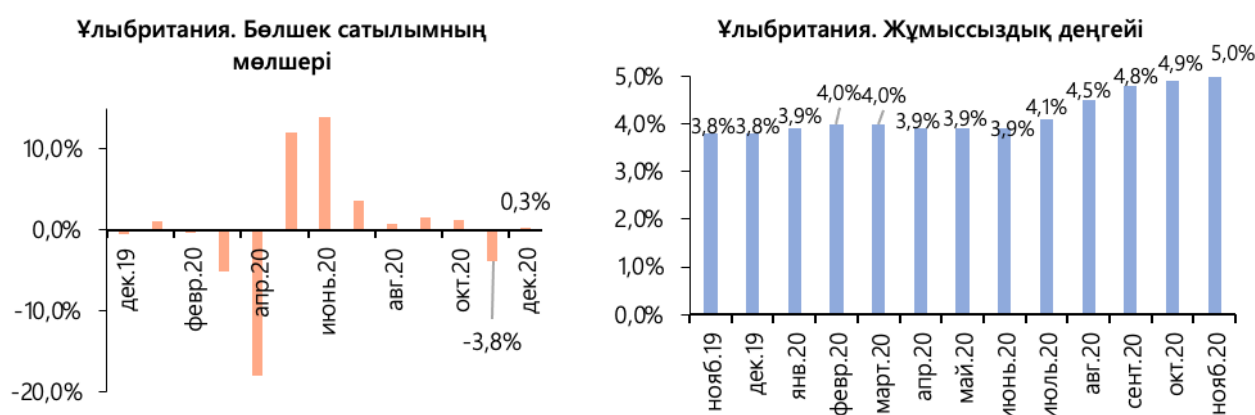 Ұлыбритания. Бөлшек сатылымның
мөлшері
10,0%
0,0%
-10,0%
-20,0%
0,3%
-3,8%
дек.19
февр.20
апр.20
июнь.20
авг.20
окт.20
дек.20
Ұлыбритания. Жұмыссыздық деңгейі
5,0%
4,0%
3,0%
2,0%
1,0%
0,0%
3,8%
3,8%
3,9%
4,0%
4,0%
3,9%
3,9%
3,9%
4,1%
4,5%
4,8%
4,9%
5,0%
нояб.19
дек.19
янв.20
февр.20
март.20
апр.20
май.20
июнь.20
июль.20
авг.20
сент.20
окт.20
нояб.20